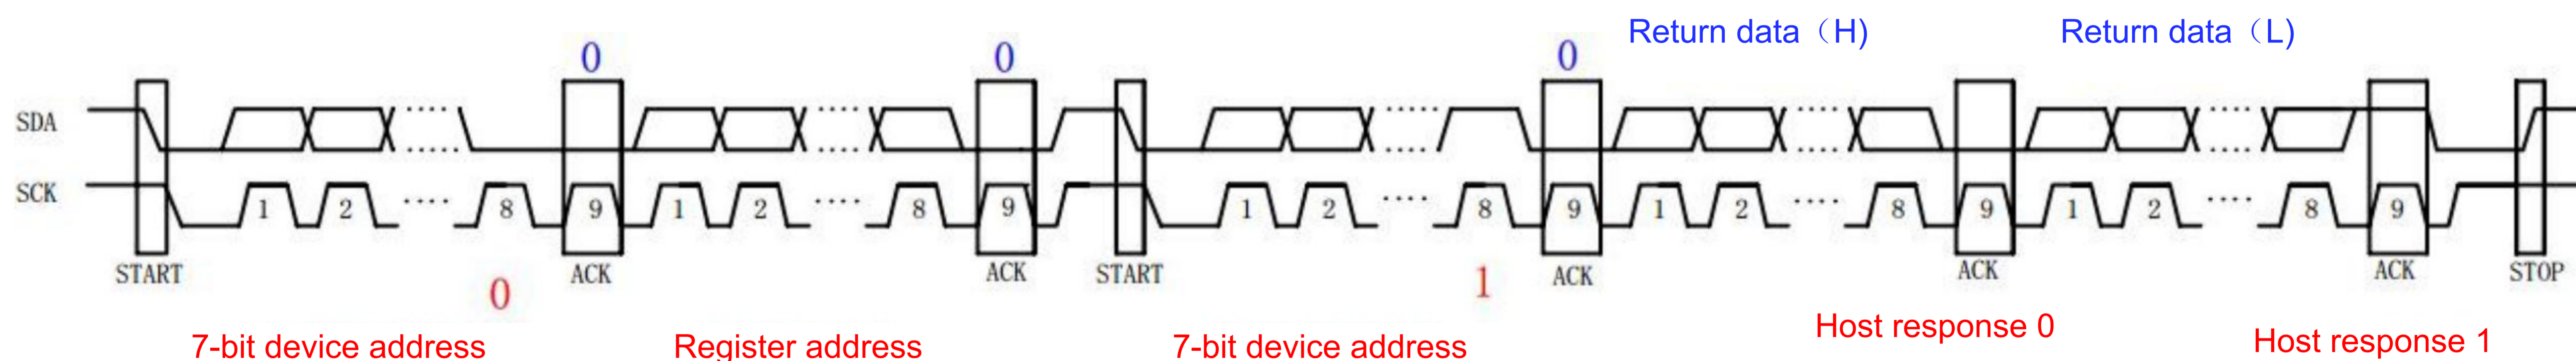 Return data（H) Return data（L)
0 0 0
SDA ···· ···· ···· ···· ····
SCK 1 2 ···· 8 9 1 2 ···· 8 9 1 2 ···· 8 9 1 2 ···· 8 9 1 2 ···· 8 9
START ACK ACK START ACK ACK ACK STOP
0 1
7-bit device address Register address 7-bit device address Host response 0 Host response 1